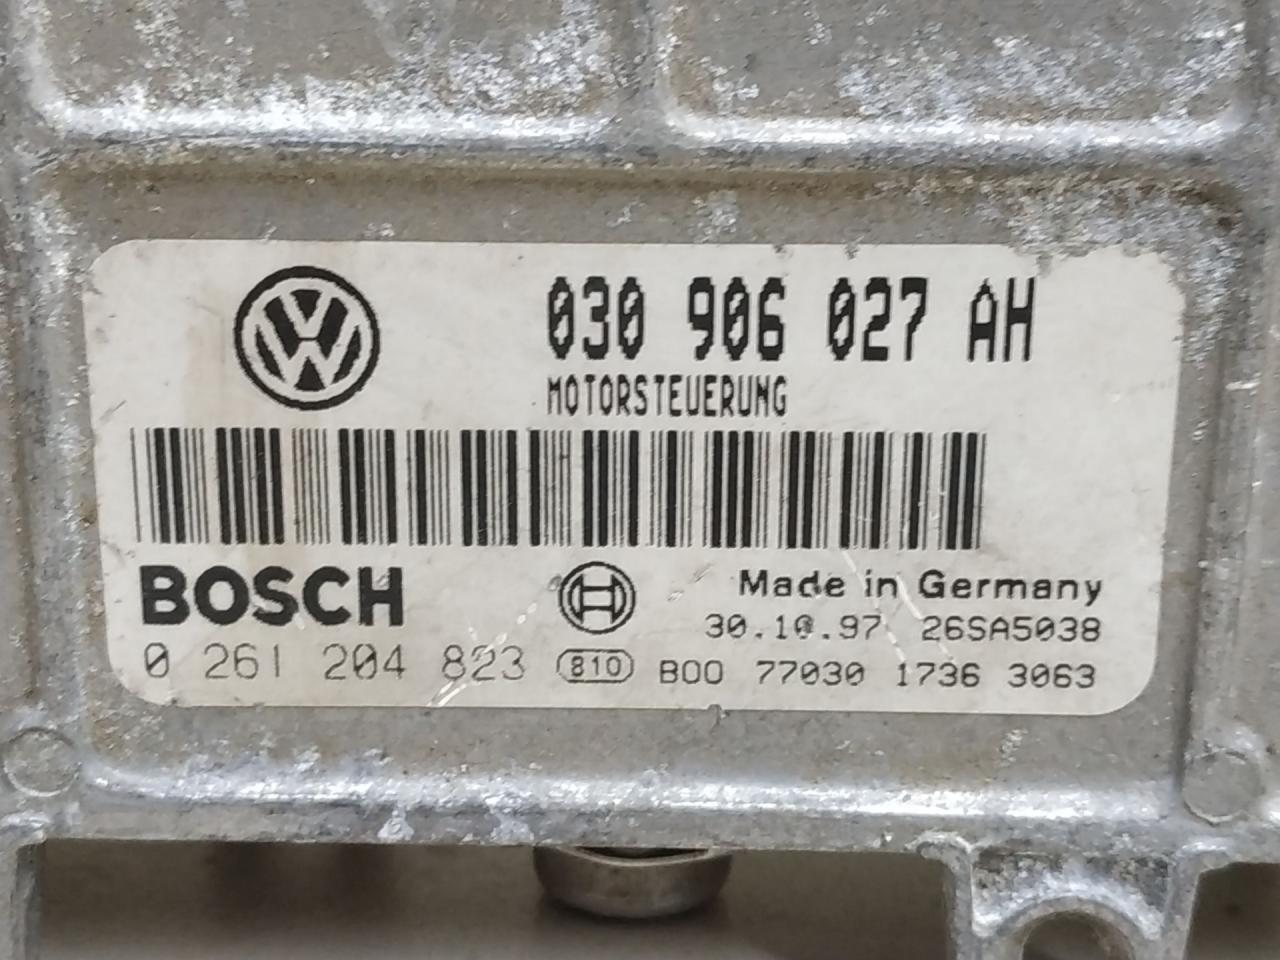 030 906 027 AH
MOTORSTEUERUNG
BOSCH
Made in Germany
30.10.97 26SA5038
0 261 204 823 810 B00 77030 1736 3063